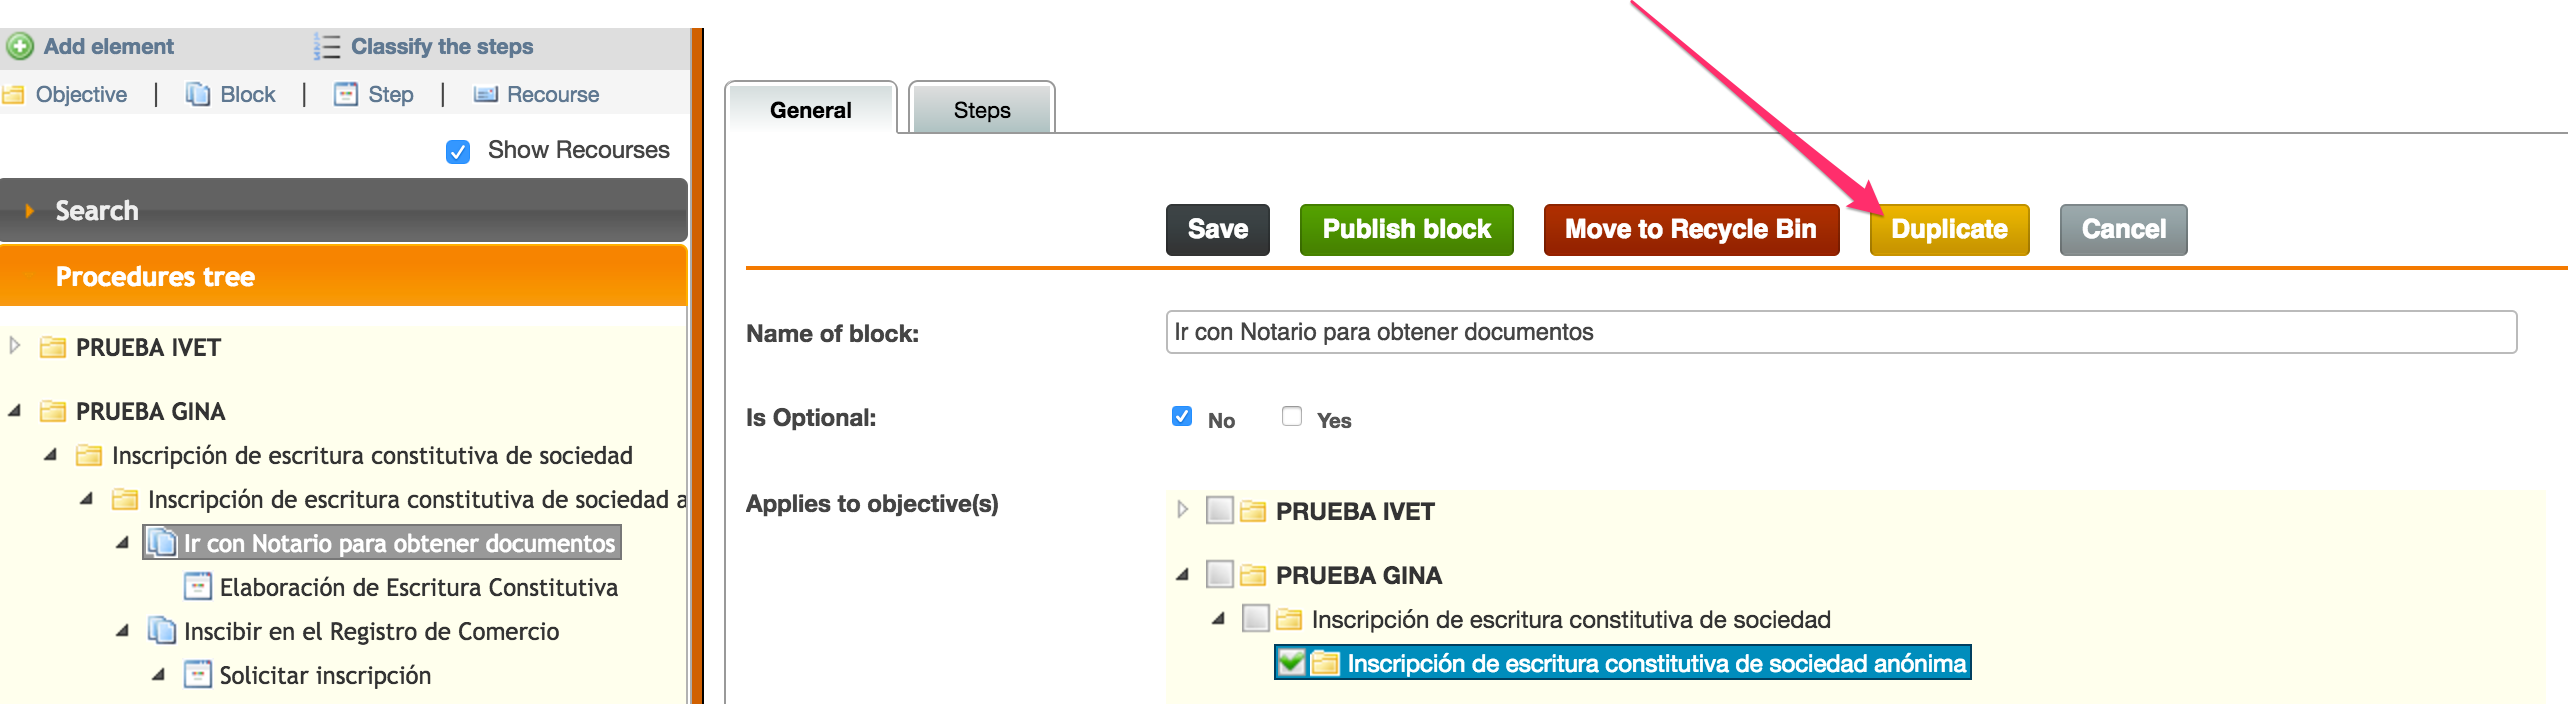 Add element Classify the steps
Objective | Block | Step | Recourse
Show Recourses
Search
Procedures tree
PRUEBA IVET
PRUEBA GINA
Inscripción de escritura constitutiva de sociedad
Inscripción de escritura constitutiva de sociedad a
Ir con Notario para obtener documentos
Elaboración de Escritura Constitutiva
Inscibir en el Registro de Comercio
Solicitar inscripción
General Steps
Save Publish block Move to Recycle Bin Duplicate Cancel
Name of block: Ir con Notario para obtener documentos
Is Optional: No Yes
Applies to objective(s)
PRUEBA IVET
PRUEBA GINA
Inscripción de escritura constitutiva de sociedad
Inscripción de escritura constitutiva de sociedad anónima